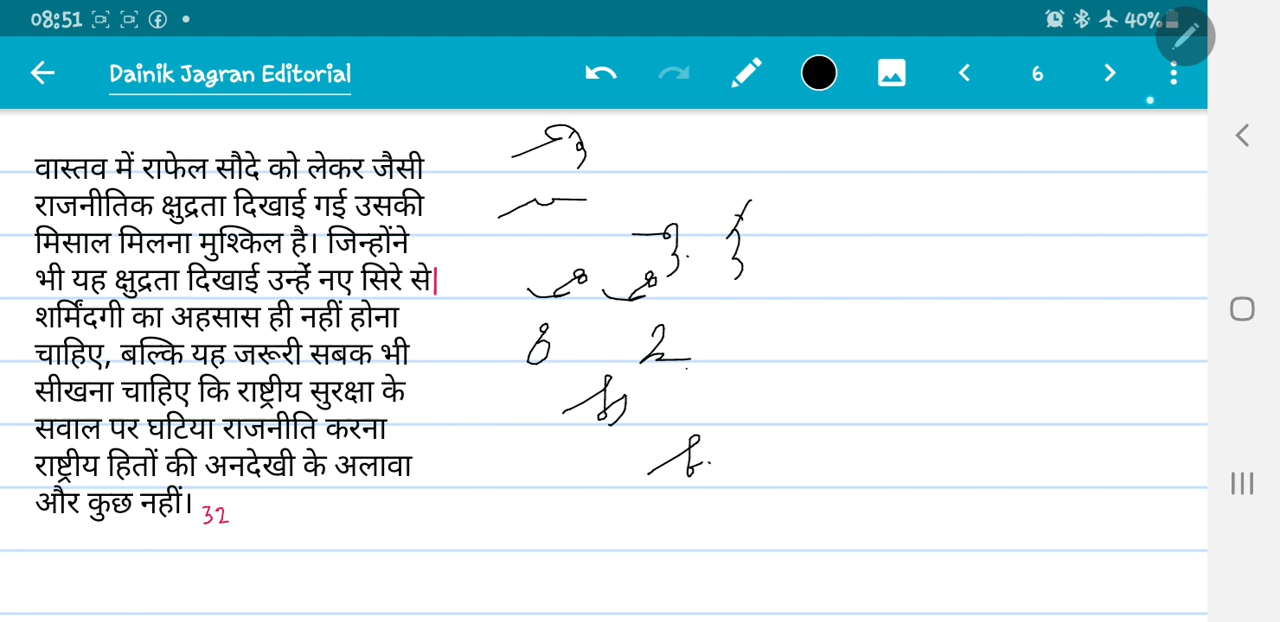 08:51
40%
Dainik Jagran Editorial
6
वास्तव में राफेल सौदे को लेकर जैसी
राजनीतिक क्षुद्रता दिखाई गई उसकी
मिसाल मिलना मुश्किल है। जिन्होंने
भी यह क्षुद्रता दिखाई उन्हें नए सिरे से
शर्मिंदगी का अहसास ही नहीं होना
चाहिए, बल्कि यह जरूरी सबक भी
सीखना चाहिए कि राष्ट्रीय सुरक्षा के
सवाल पर घटिया राजनीति करना
राष्ट्रीय हितों की अनदेखी के अलावा
और कुछ नहीं। 32